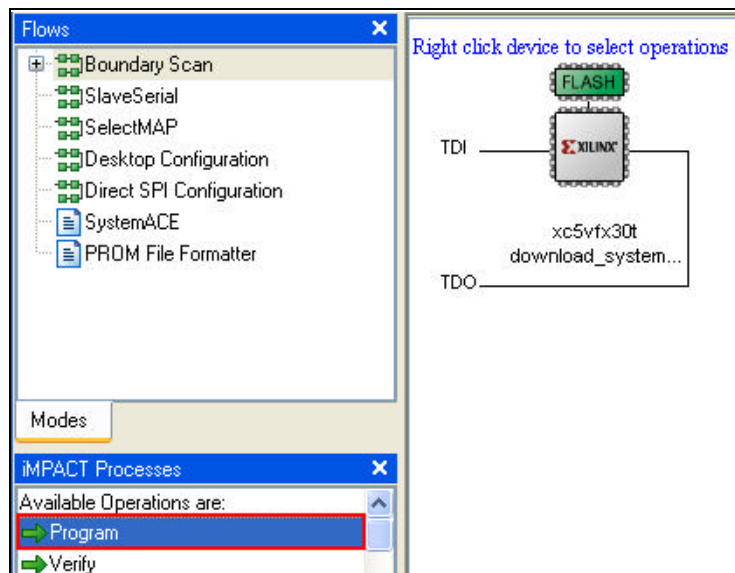 Flows
Boundary Scan
SlaveSerial
SelectMAP
Desktop Configuration
Direct SPI Configuration
SystemACE
PROM File Formatter
Modes
iMPACT Processes
Available Operations are:
Program
Verify
Right click device to select operations
FLASH
TDI
XILINX
xc5vfx30t
download_system...
TDO